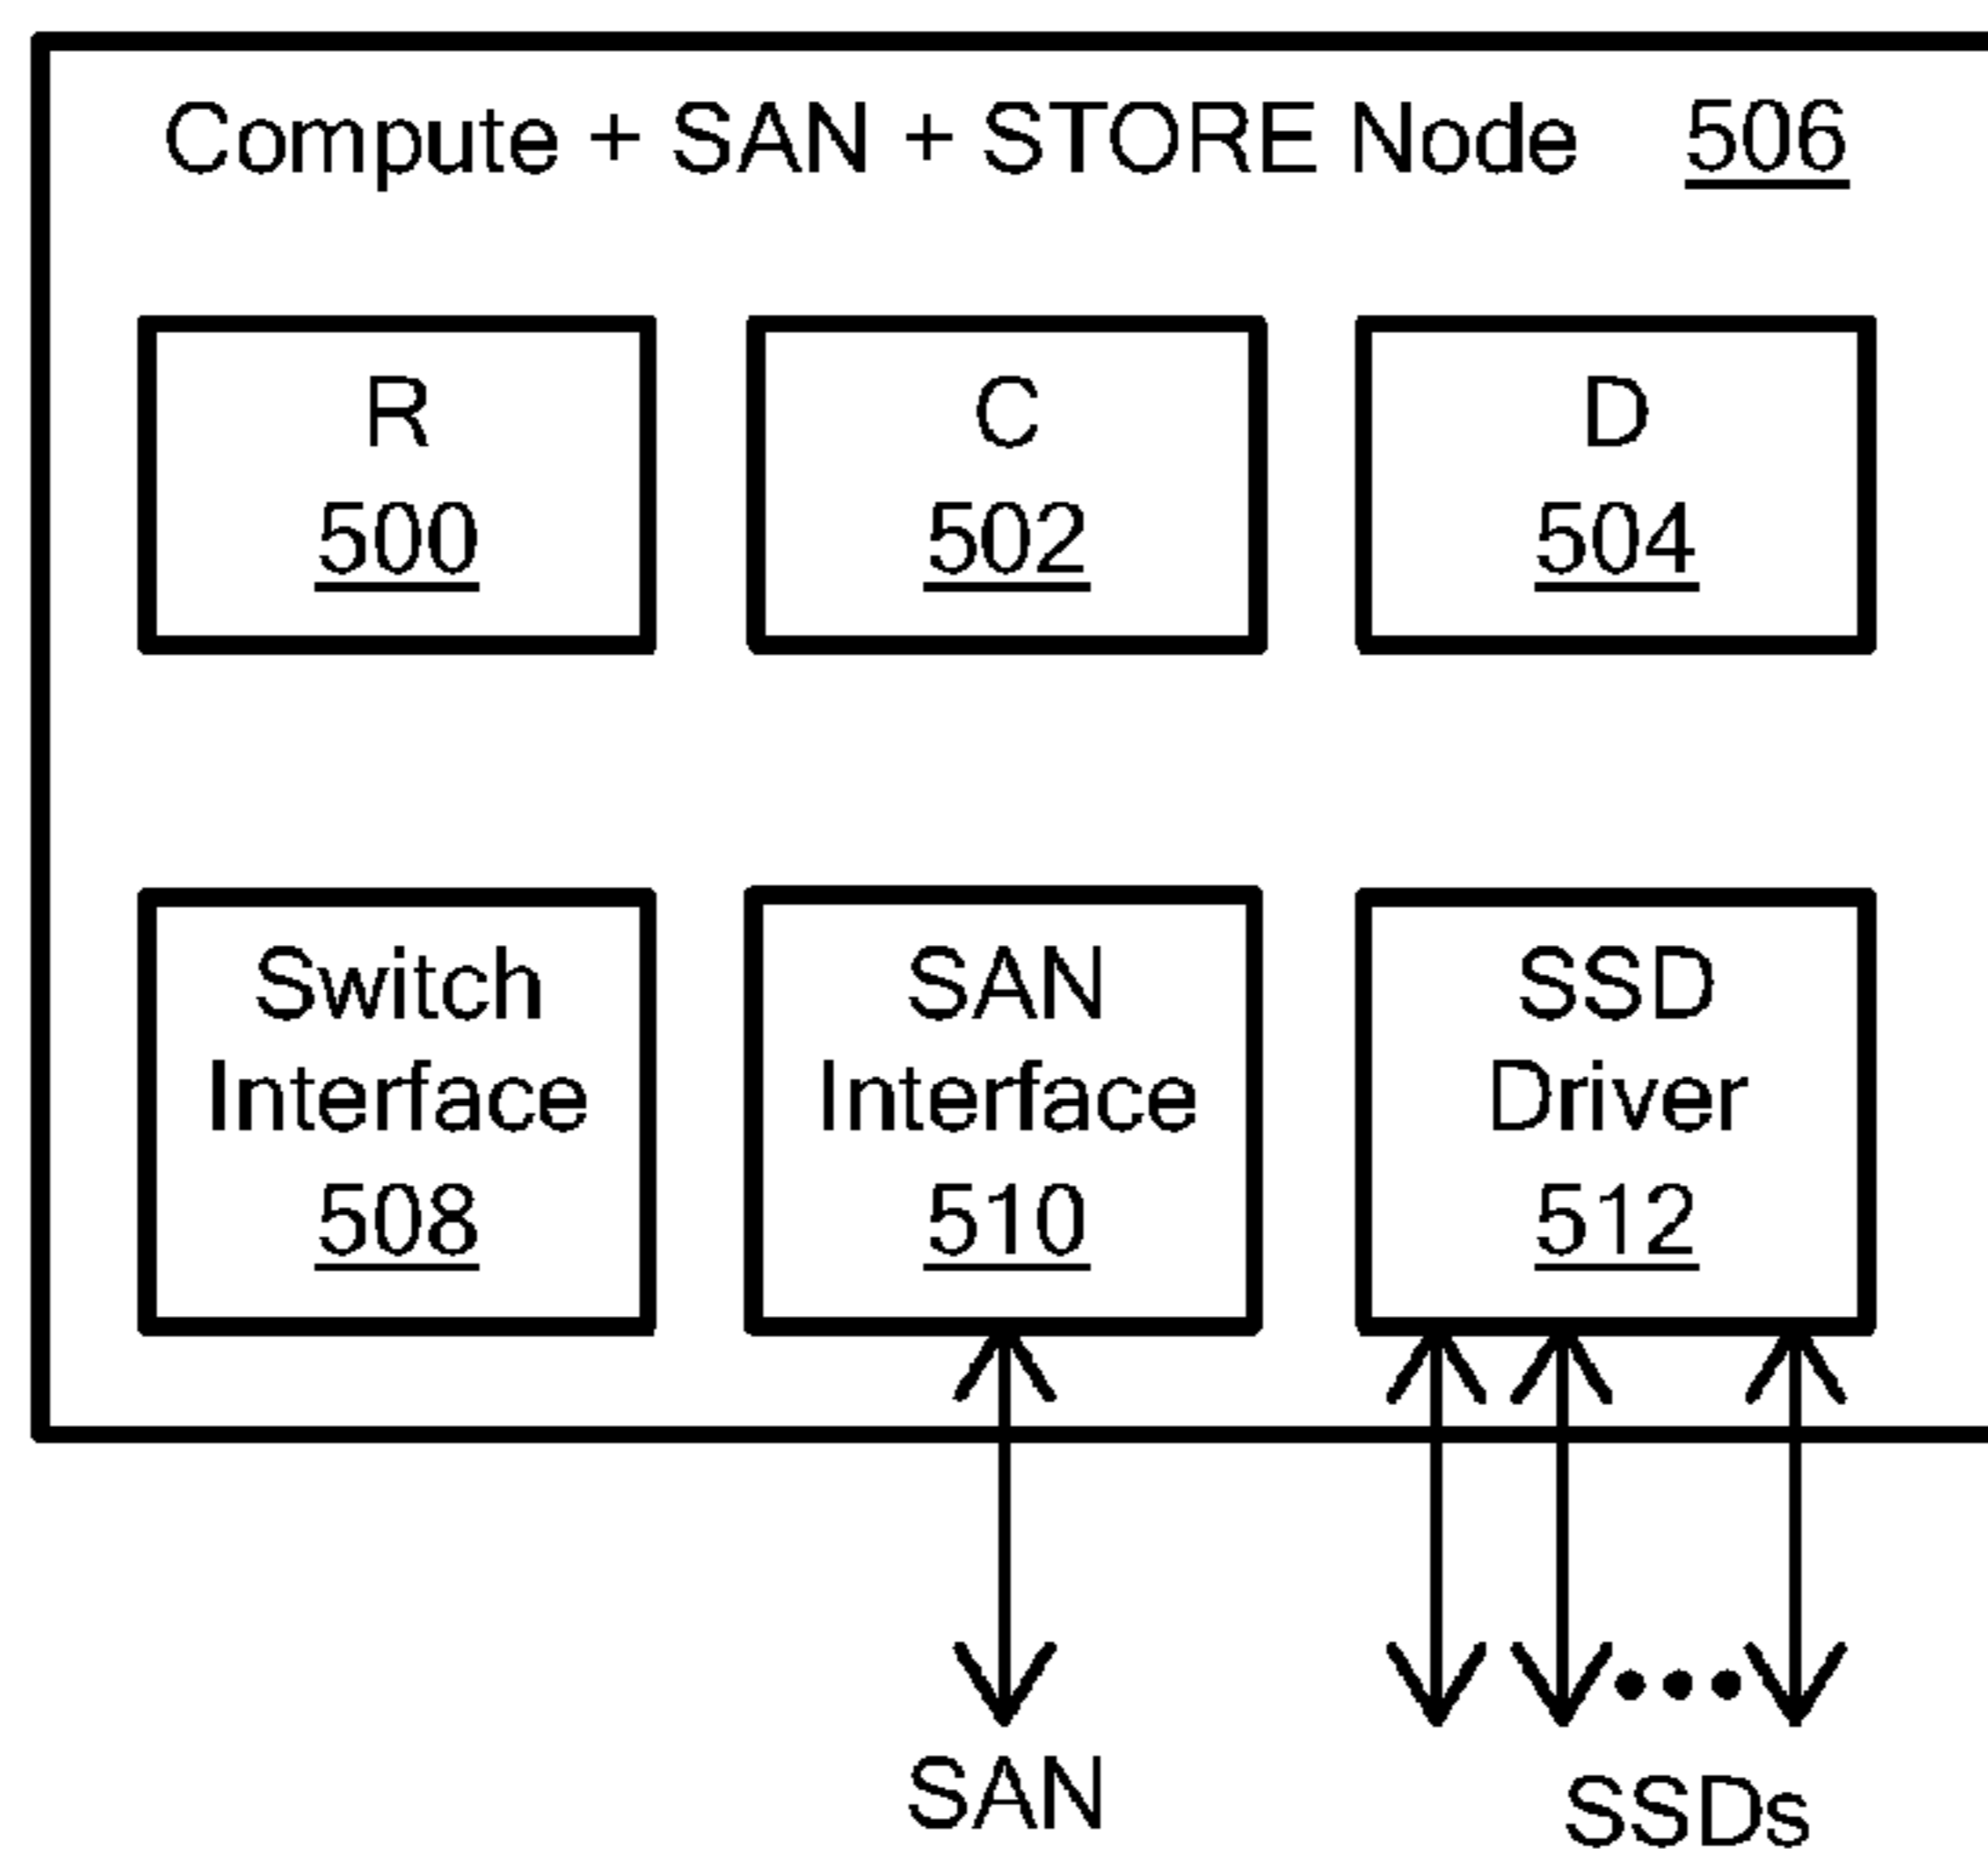 Compute + SAN + STORE Node 506
R
500
C
502
D
504
Switch
Interface
508
SAN
Interface
510
SSD
Driver
512
SAN
SSDs